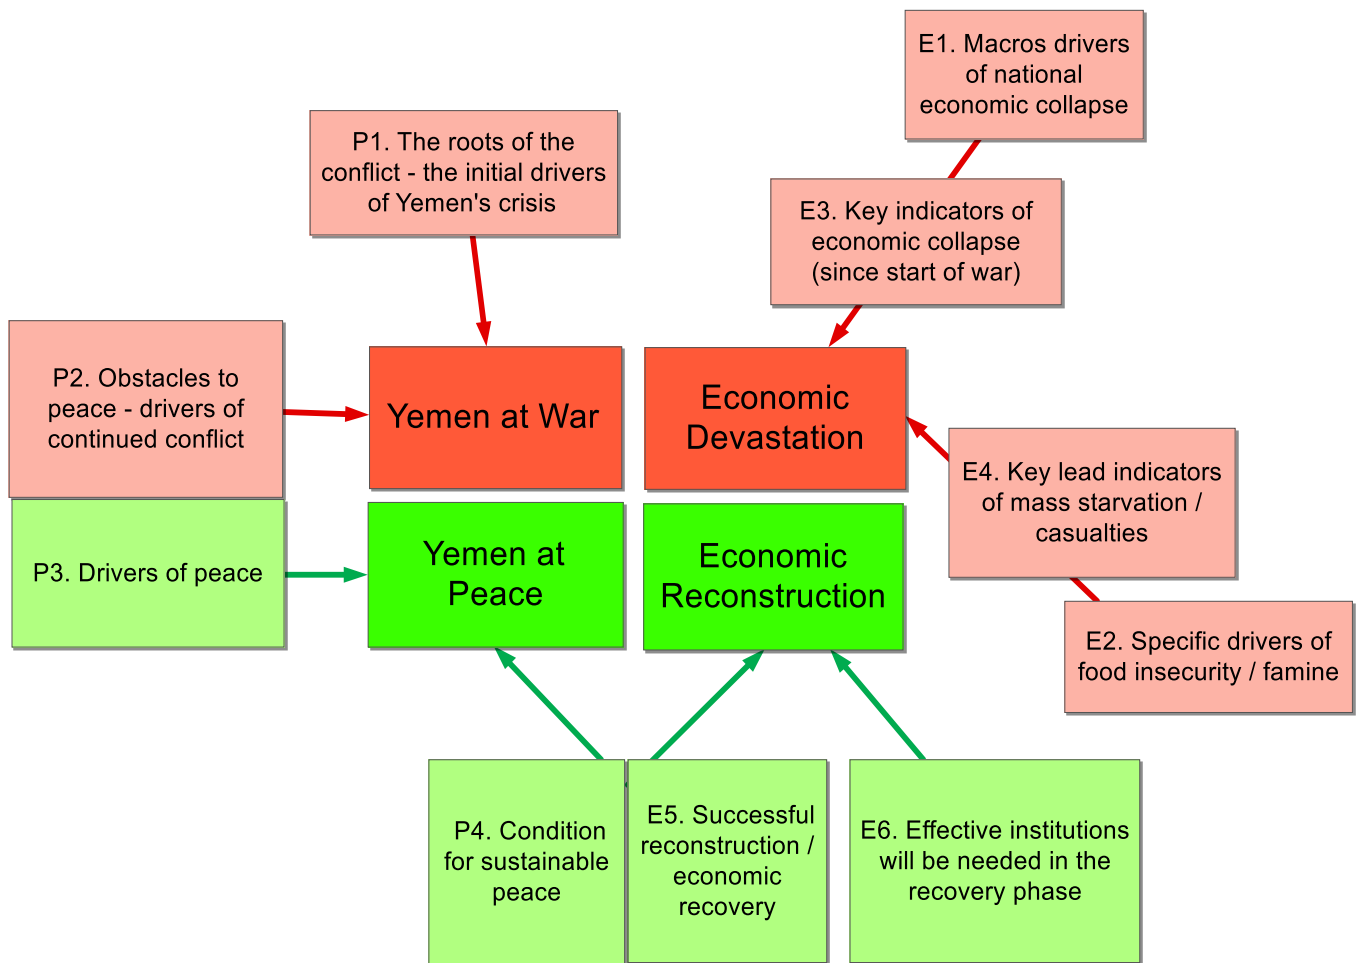 E1. Macros drivers
of national
economic collapse
P1. The roots of the
conflict - the initial drivers
of Yemen's crisis
E3. Key indicators of
economic collapse
(since start of war)
P2. Obstacles to
peace - drivers of
continued conflict
Yemen at War
Economic
Devastation
E4. Key lead indicators
of mass starvation /
casualties
P3. Drivers of peace
Yemen at
Peace
Economic
Reconstruction
E2. Specific drivers of
food insecurity / famine
P4. Condition
for sustainable
peace
E5. Successful
reconstruction /
economic
recovery
E6. Effective institutions
will be needed in the
recovery phase